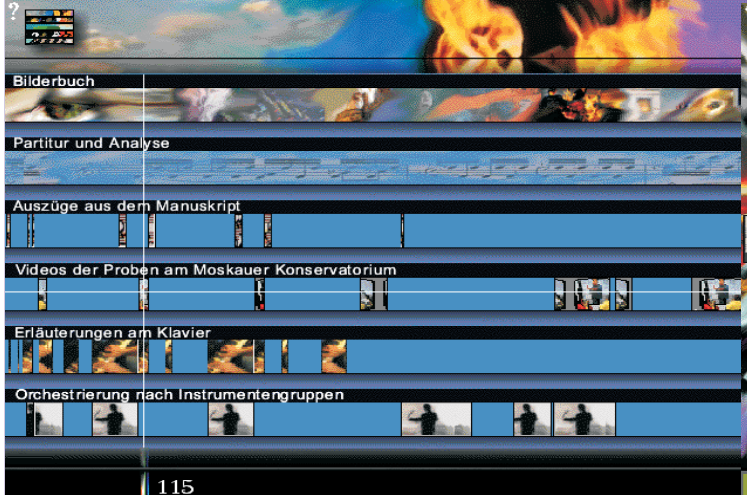 ?
Bilderbuch
Partitur und Analyse
Auszüge aus dem Manuskript
Videos der Proben am Moskauer Konservatorium
Erläuterungen am Klavier
Orchestrierung nach Instrumentengruppen
115